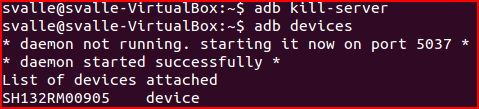 svalle@svalle-VirtualBox:~$ adb kill-server
svalle@svalle-VirtualBox:~$ adb devices
* daemon not running. starting it now on port 5037 *
* daemon started successfully *
List of devices attached
SH132RM00905    device